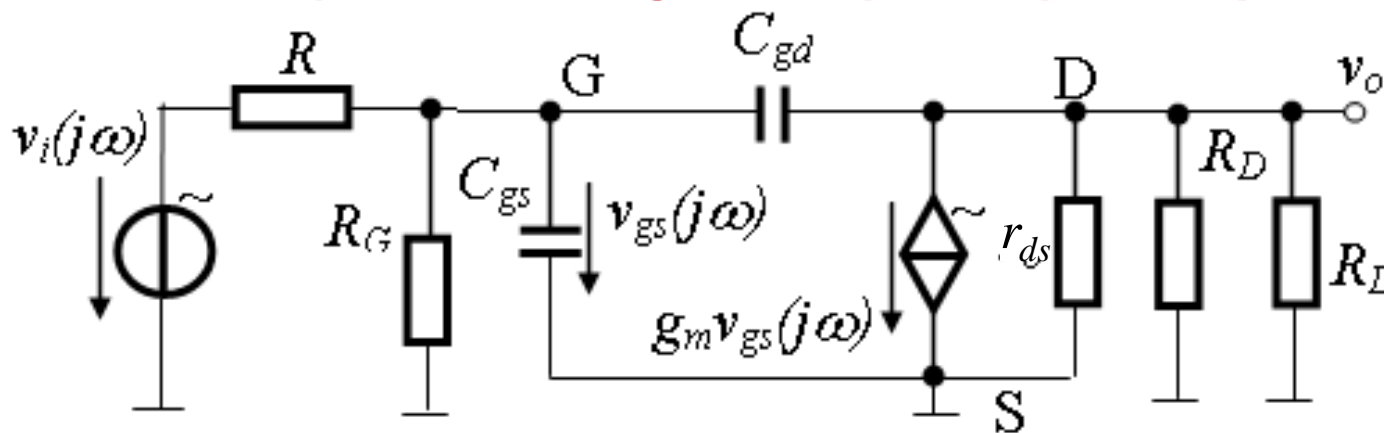 R
C_gd
G
D
v_o
v_i(jω)
~
C_gs
v_gs(jω)
~
R_D
R_G
r_ds
g_m v_gs(jω)
S